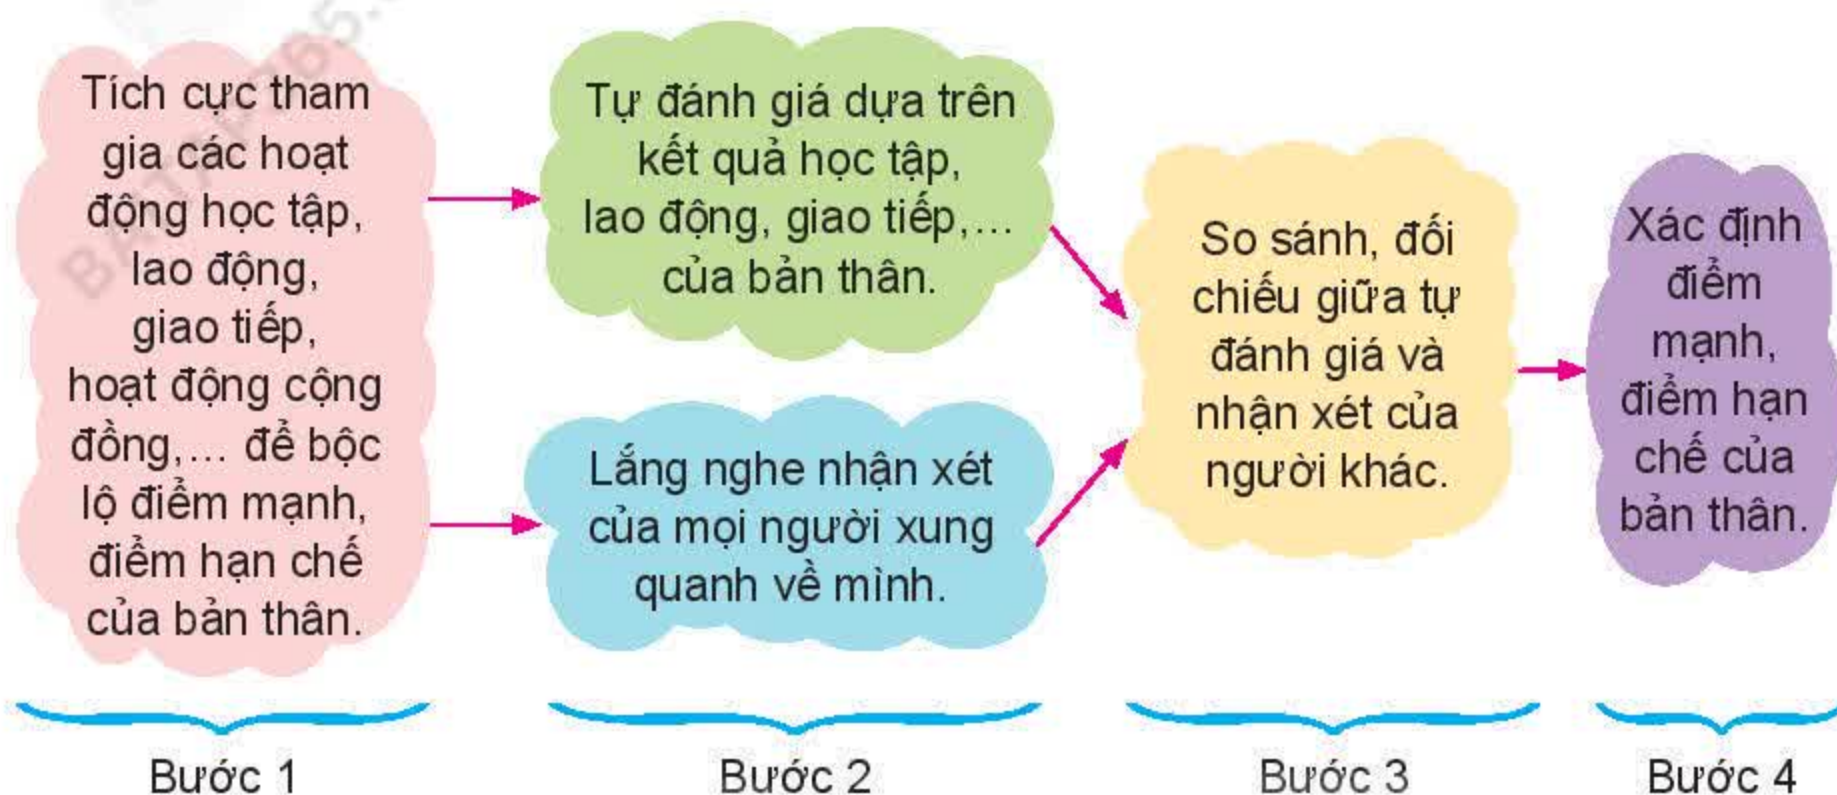 Tích cực tham
gia các hoạt
động học tập,
lao động,
giao tiếp,
hoạt động cộng
đồng,... để bộc
lộ điểm mạnh,
điểm hạn chế
của bản thân.
Tự đánh giá dựa trên
kết quả học tập,
lao động, giao tiếp,...
của bản thân.
Lắng nghe nhận xét
của mọi người xung
quanh về mình.
So sánh, đối
chiếu giữa tự
đánh giá và
nhận xét của
người khác.
Xác định
điểm
mạnh,
điểm hạn
chế của
bản thân.
Bước 1
Bước 2
Bước 3
Bước 4